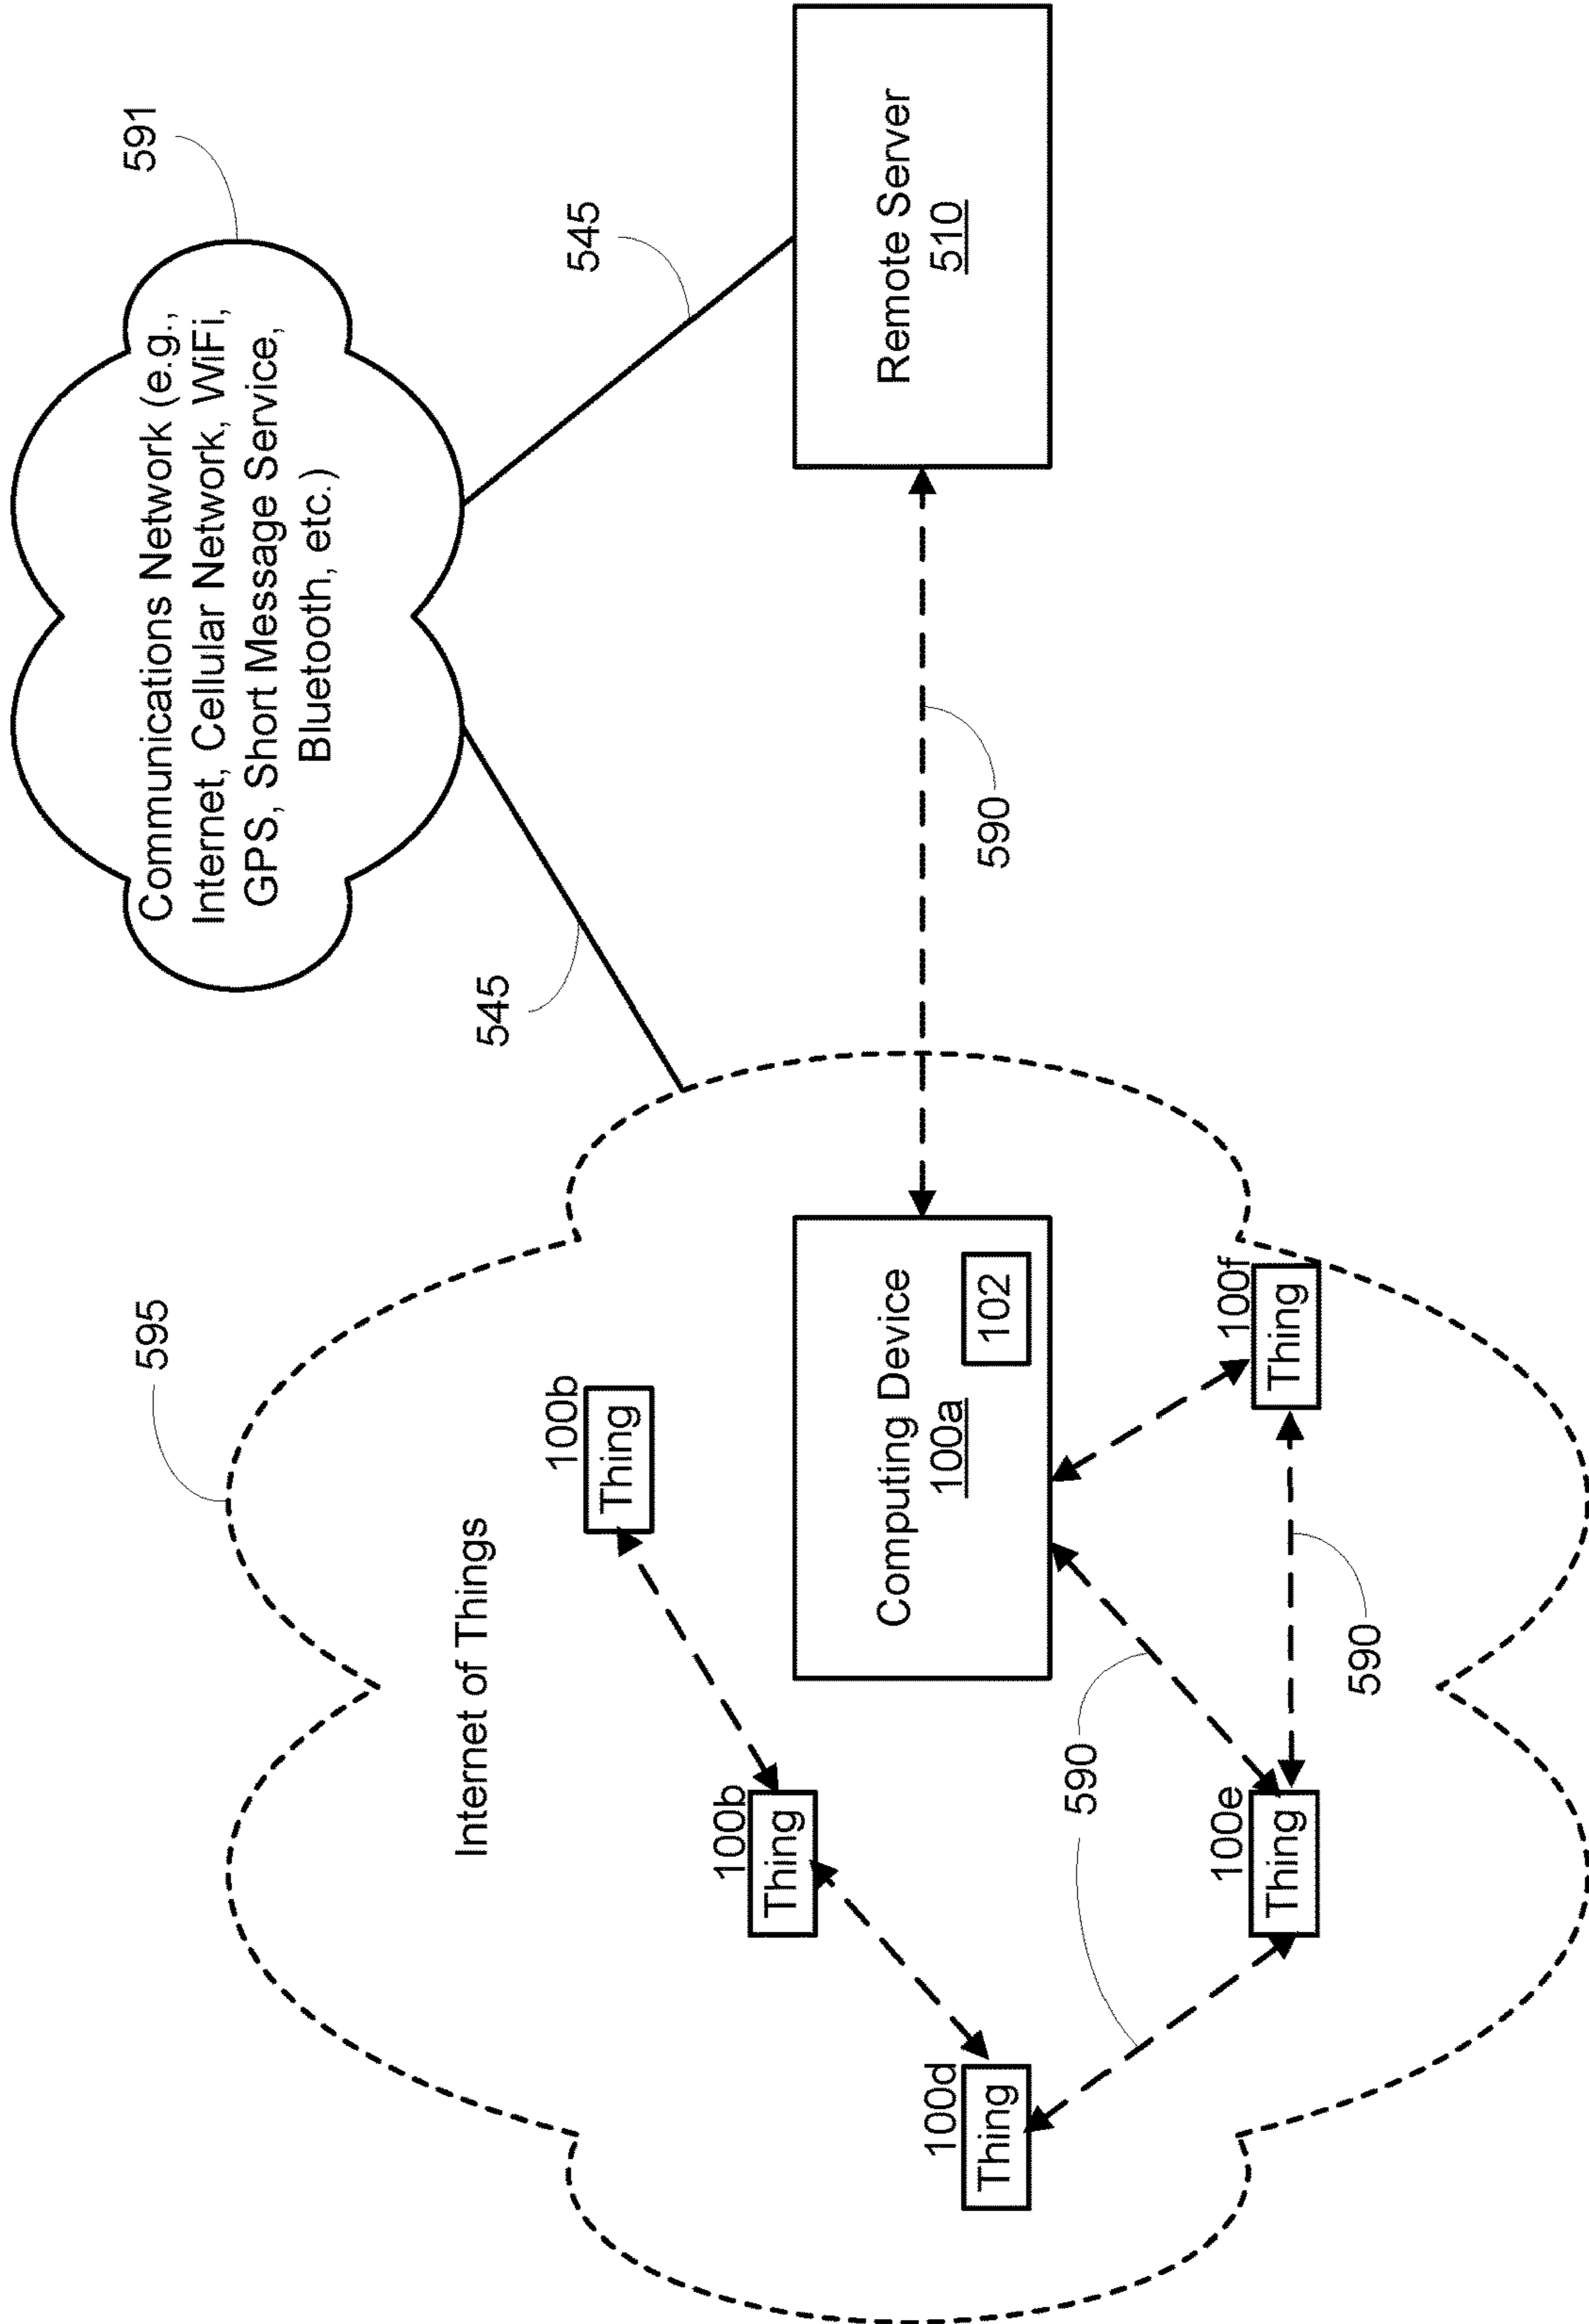 Communications Network (e.g.,
Internet, Cellular Network, WiFi,
GPS, Short Message Service,
Bluetooth, etc.)
591
595
545
545
Internet of Things
100b
Thing
100b
Thing
100d
Thing
Computing Device
100a
102
Remote Server
510
590
590
100e
Thing
100f
Thing
590